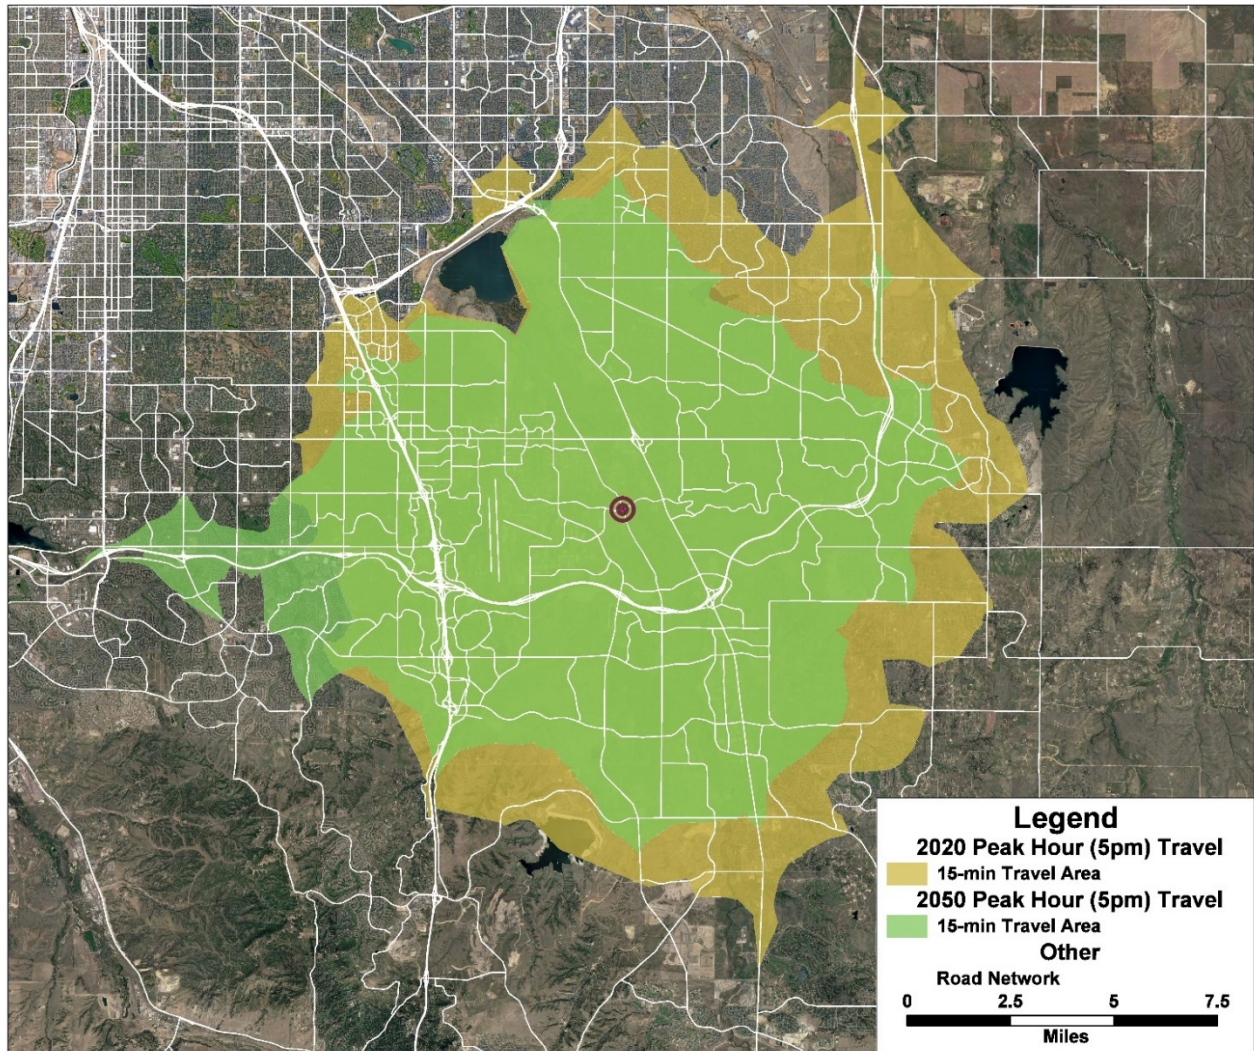 Legend
2020 Peak Hour (5pm) Travel
15-min Travel Area
2050 Peak Hour (5pm) Travel
15-min Travel Area
Other
Road Network
0 2.5 5 7.5
Miles